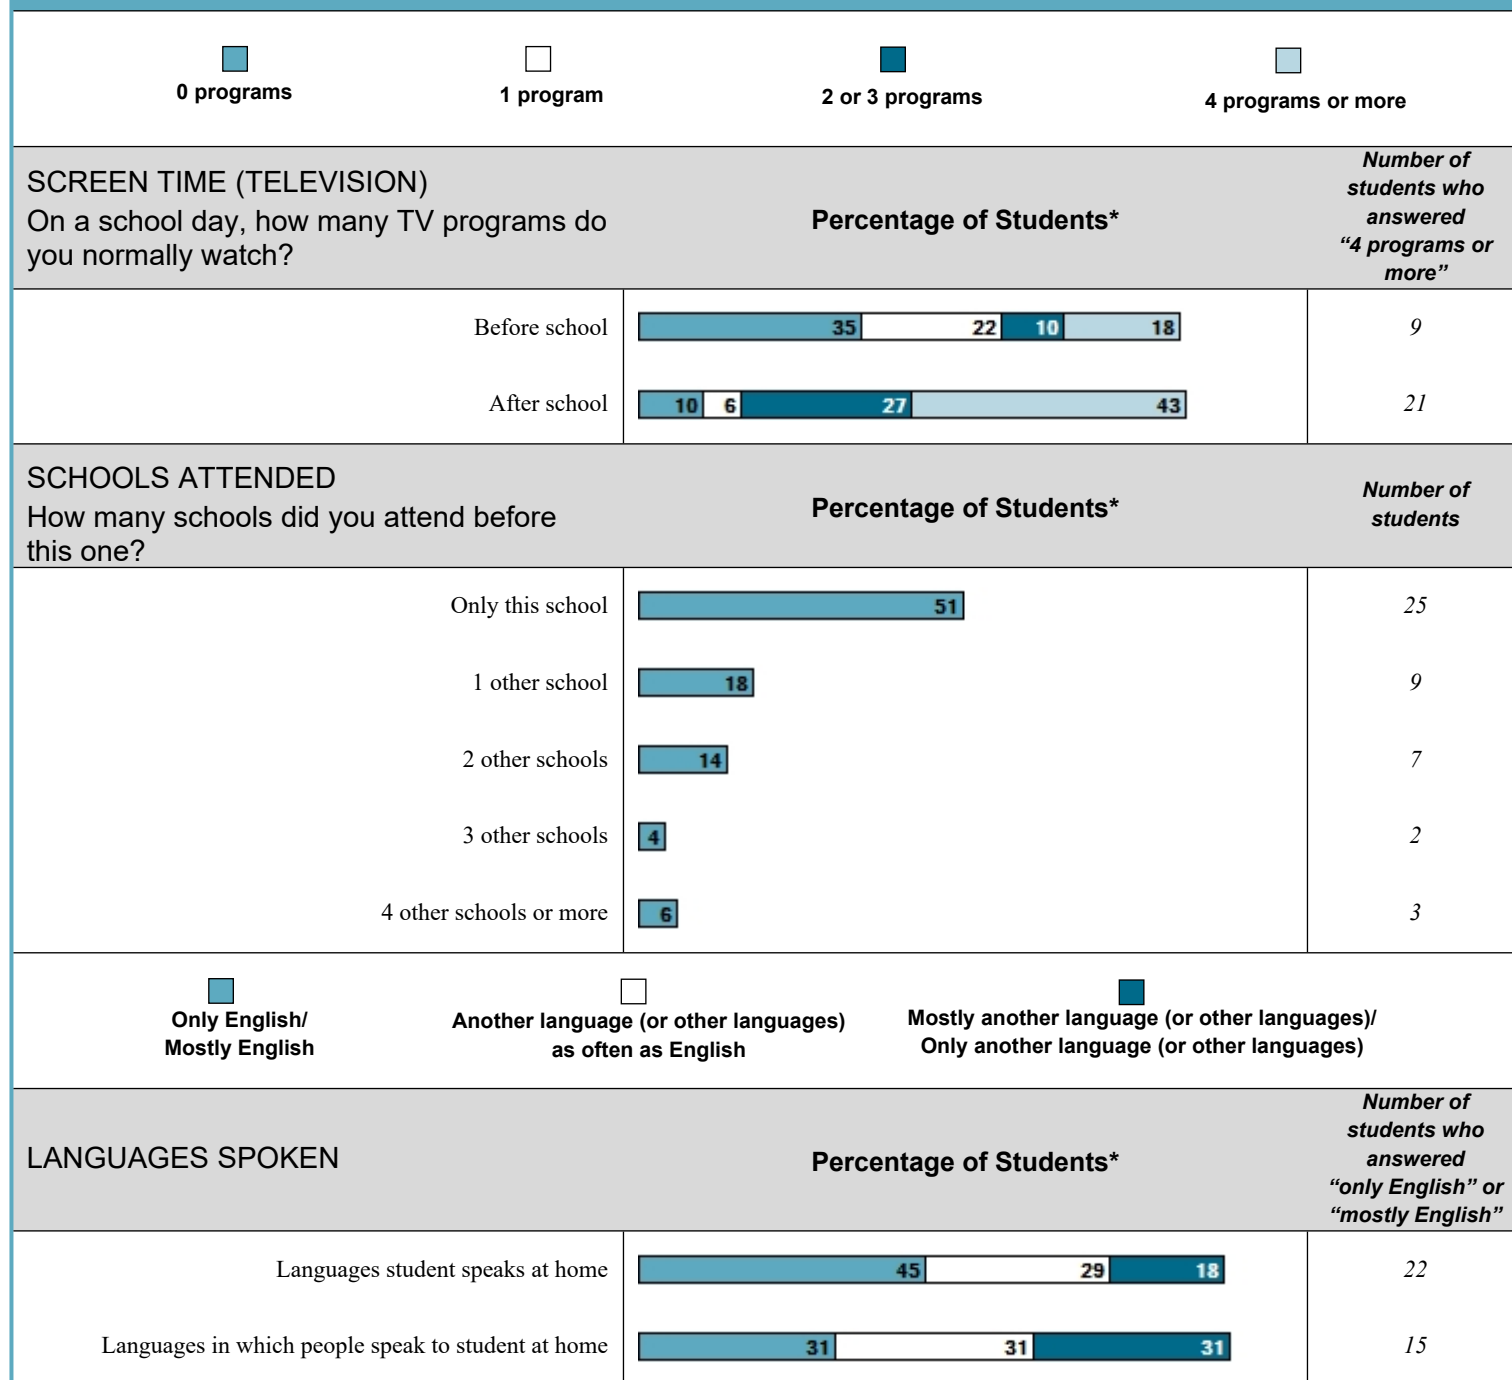 0 programs
1 program
2 or 3 programs
4 programs or more
SCREEN TIME (TELEVISION)
On a school day, how many TV programs do
you normally watch?
Percentage of Students*
Number of
students who
answered
“4 programs or
more”
Before school
35 22 10 18
9
After school
10 6 27 43
21
SCHOOLS ATTENDED
How many schools did you attend before
this one?
Percentage of Students*
Number of
students
Only this school
51
25
1 other school
18
9
2 other schools
14
7
3 other schools
4
2
4 other schools or more
6
3
Only English/
Mostly English
Another language (or other languages)
as often as English
Mostly another language (or other languages)/
Only another language (or other languages)
LANGUAGES SPOKEN
Percentage of Students*
Number of
students who
answered
“only English” or
“mostly English”
Languages student speaks at home
45 29 18
22
Languages in which people speak to student at home
31 31 31
15